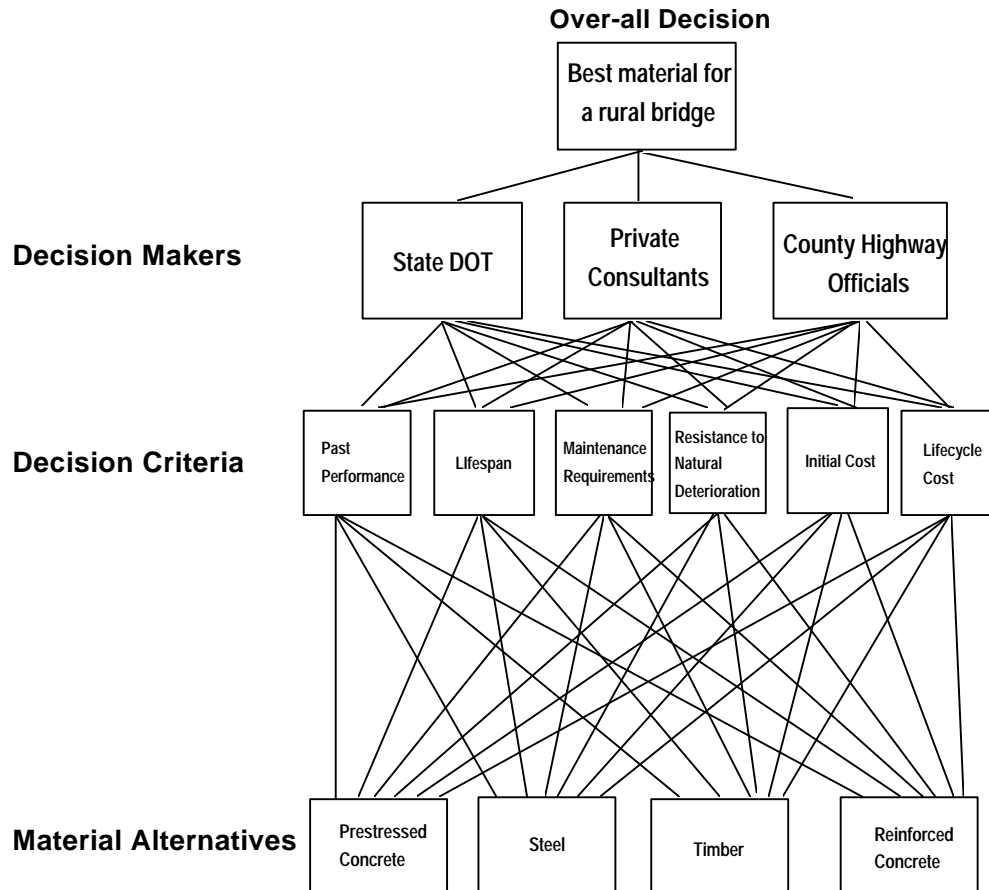 Over-all Decision
Best material for
a rural bridge
Decision Makers
State DOT
Private
Consultants
County Highway
Officials
Decision Criteria
Past
Performance
LIfespan
Maintenance
Requirements
Resistance to
Natural
Deterioration
Initial Cost
Lifecycle
Cost
Material Alternatives
Prestressed
Concrete
Steel
Timber
Reinforced
Concrete